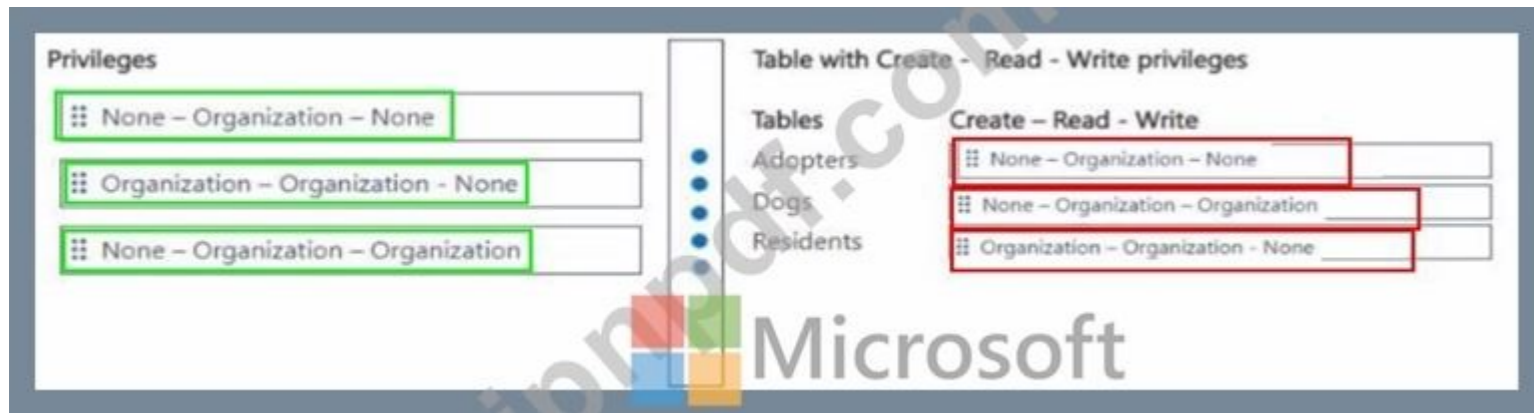 Privileges
None – Organization – None
Organization – Organization - None
None – Organization – Organization
Table with Create - Read - Write privileges
Tables Create – Read - Write
Adopters None – Organization – None
Dogs None – Organization – Organization
Residents Organization – Organization - None
Microsoft